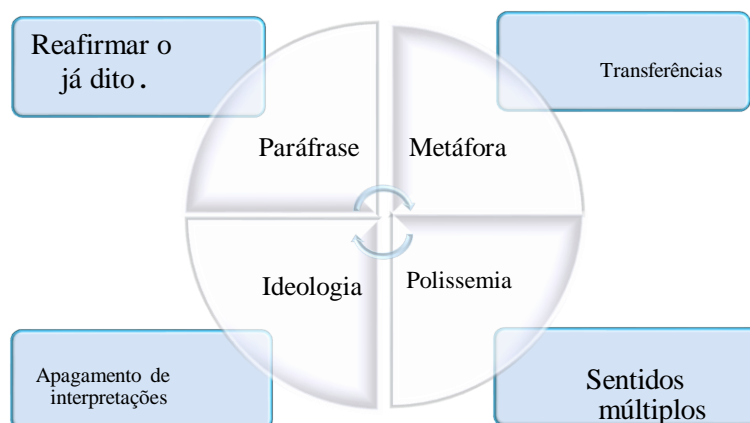 Reafirmar o
já dito.
Transferências
Paráfrase
Metáfora
Ideologia
Polissemia
Apagamento de
interpretações
Sentidos
múltiplos